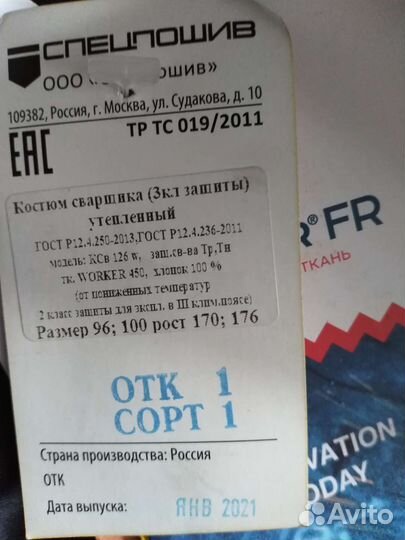 СПЕЦПОШИВ
ООО « ОШИВ»
109382, Россия, г. Москва, ул. Судакова, д. 10
ЕАС ТР ТС 019/2011
Костюм сварщика (3кл защиты)
утепленный
ГОСТ Р12.4.250-2013,ГОСТ Р12.4.236-2011
модель: КСв 126 w, защ.св-ва Тр,Тн
тк. WORKER 450, хлопок 100 %
(от пониженных температур
2 класс защиты для экспл. в III клим.поясе)
Размер 96; 100 рост 170; 176
ОТК 1
СОРТ 1
Страна производства: Россия
ОТК
Дата выпуска: ЯНВ 2021
R® FR
ТКАНЬ
VATION
ODAY
Avito